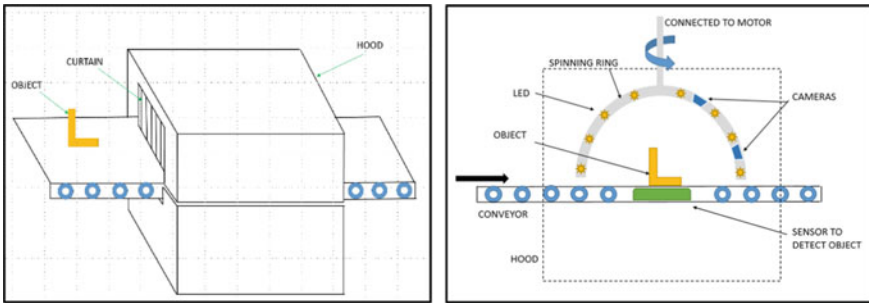 HOOD
CURTAIN
OBJECT
CONNECTED TO MOTOR
SPINNING RING
LED
CAMERAS
OBJECT
CONVEYOR
SENSOR TO
DETECT OBJECT
HOOD